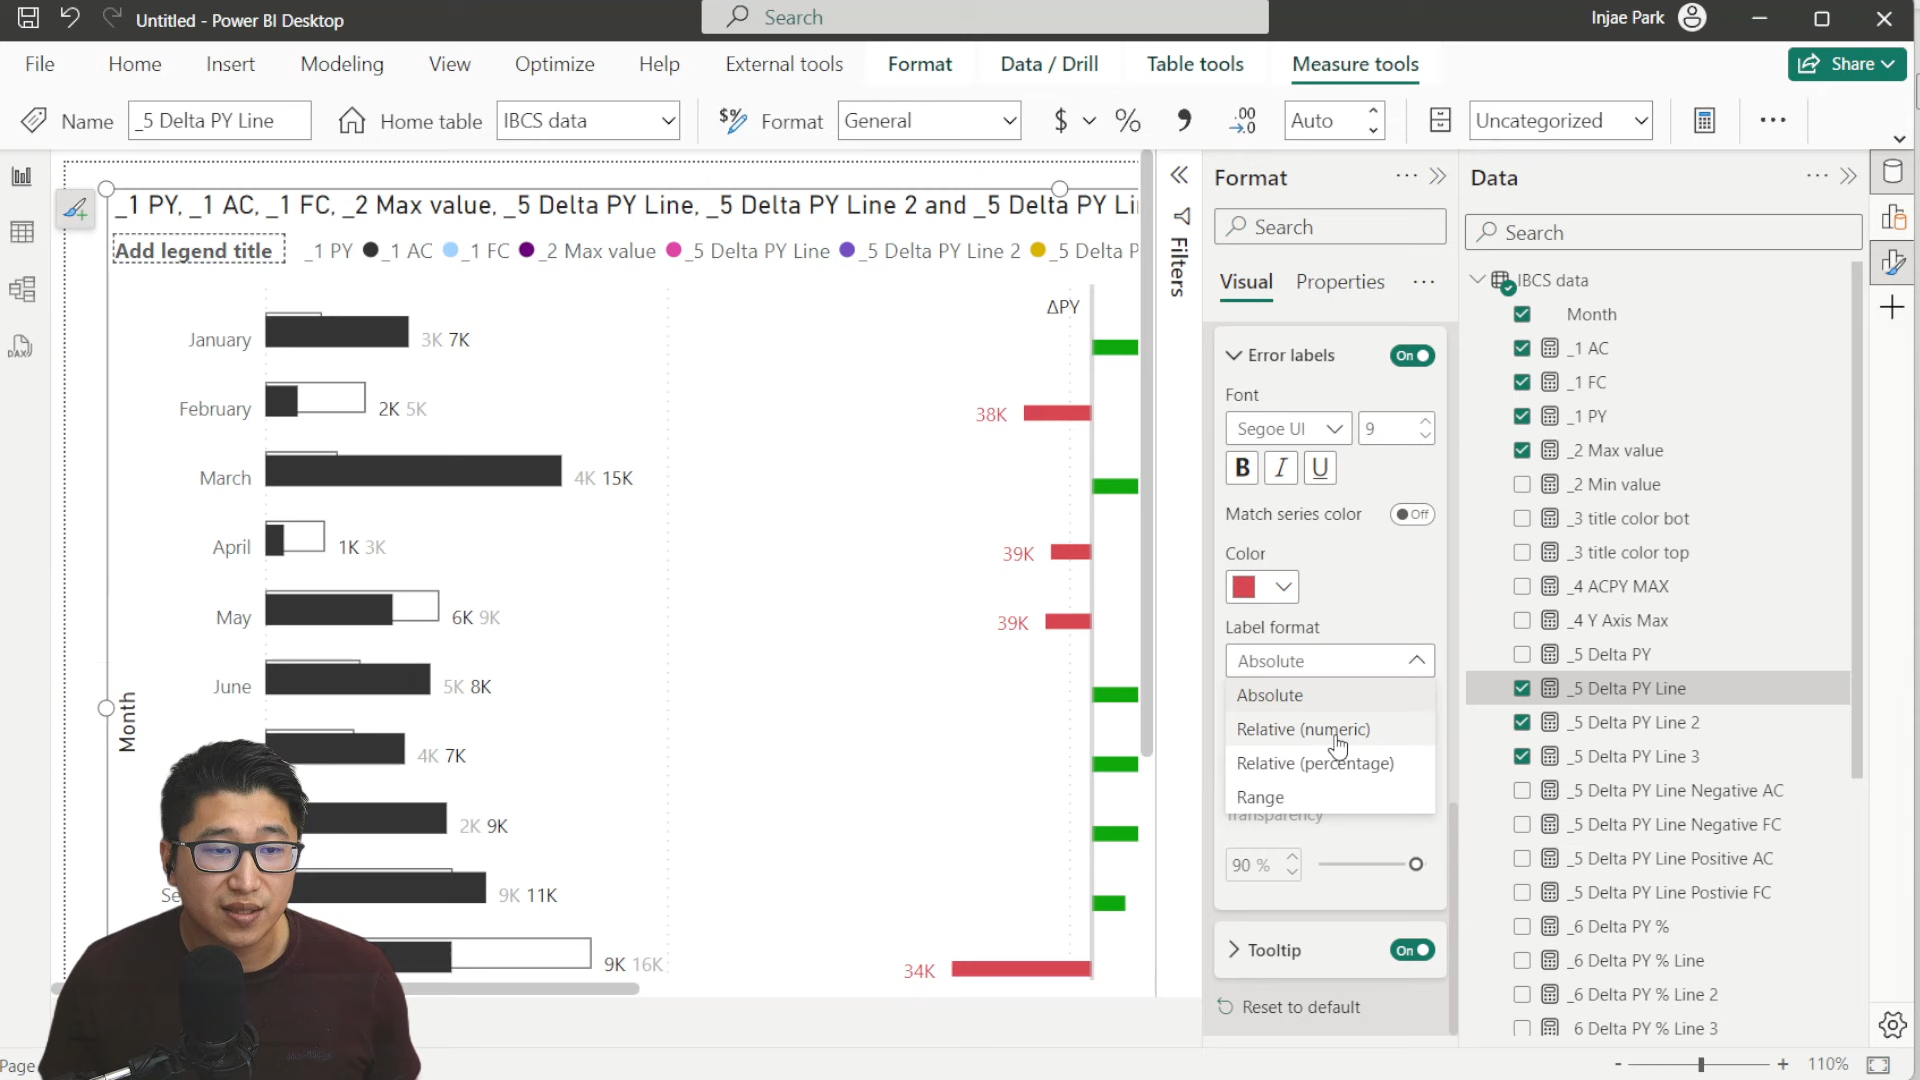 Untitled - Power BI Desktop
Search
Injae Park
File Home Insert Modeling View Optimize Help External tools Format Data / Drill Table tools Measure tools
Share
Name _5 Delta PY Line Home table IBCS data Format General $ % , .00 →.0 Auto Uncategorized ...
_1 PY, _1 AC, _1 FC, _2 Max value, _5 Delta PY Line, _5 Delta PY Line 2 and _5 Delta PY Li
Add legend title _1 PY _1 AC _1 FC _2 Max value _5 Delta PY Line _5 Delta PY Line 2 _5 Delta P
ΔPY
January 3K 7K
February 2K 5K 38K
March 4K 15K
April 1K 3K 39K
May 6K 9K 39K
June 5K 8K
4K 7K
2K 9K
Se 9K 11K
9K 16K 34K
Month
DAX
Page
Filters
Format
Search
Visual Properties
Error labels On
Font
Segoe UI 9
B I U
Match series color Off
Color
Label format
Absolute
Absolute
Relative (numeric)
Relative (percentage)
Range
Transparency
90 %
Tooltip On
Reset to default
Data
Search
IBCS data
Month
_1 AC
_1 FC
_1 PY
_2 Max value
_2 Min value
_3 title color bot
_3 title color top
_4 ACPY MAX
_4 Y Axis Max
_5 Delta PY
_5 Delta PY Line
_5 Delta PY Line 2
_5 Delta PY Line 3
_5 Delta PY Line Negative AC
_5 Delta PY Line Negative FC
_5 Delta PY Line Positive AC
_5 Delta PY Line Postivie FC
_6 Delta PY %
_6 Delta PY % Line
_6 Delta PY % Line 2
6 Delta PY % Line 3
- + 110%